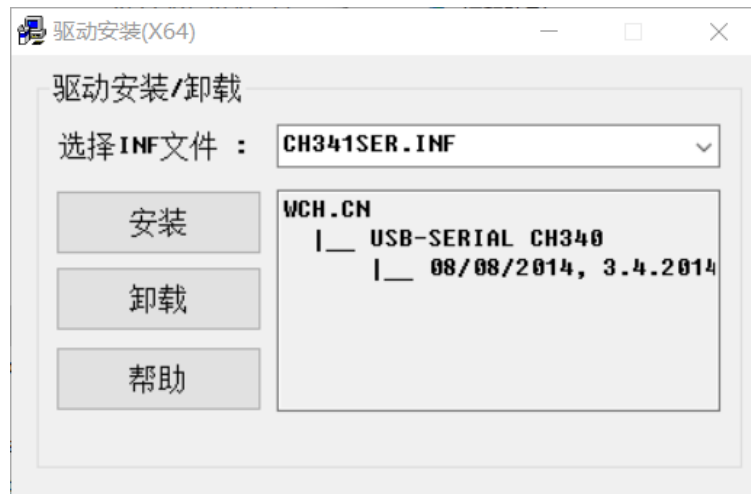 驱动安装(X64)
驱动安装/卸载
选择INF文件 :
CH341SER.INF
安装
卸载
帮助
WCH.CN
|__ USB-SERIAL CH340
|__ 08/08/2014, 3.4.2014